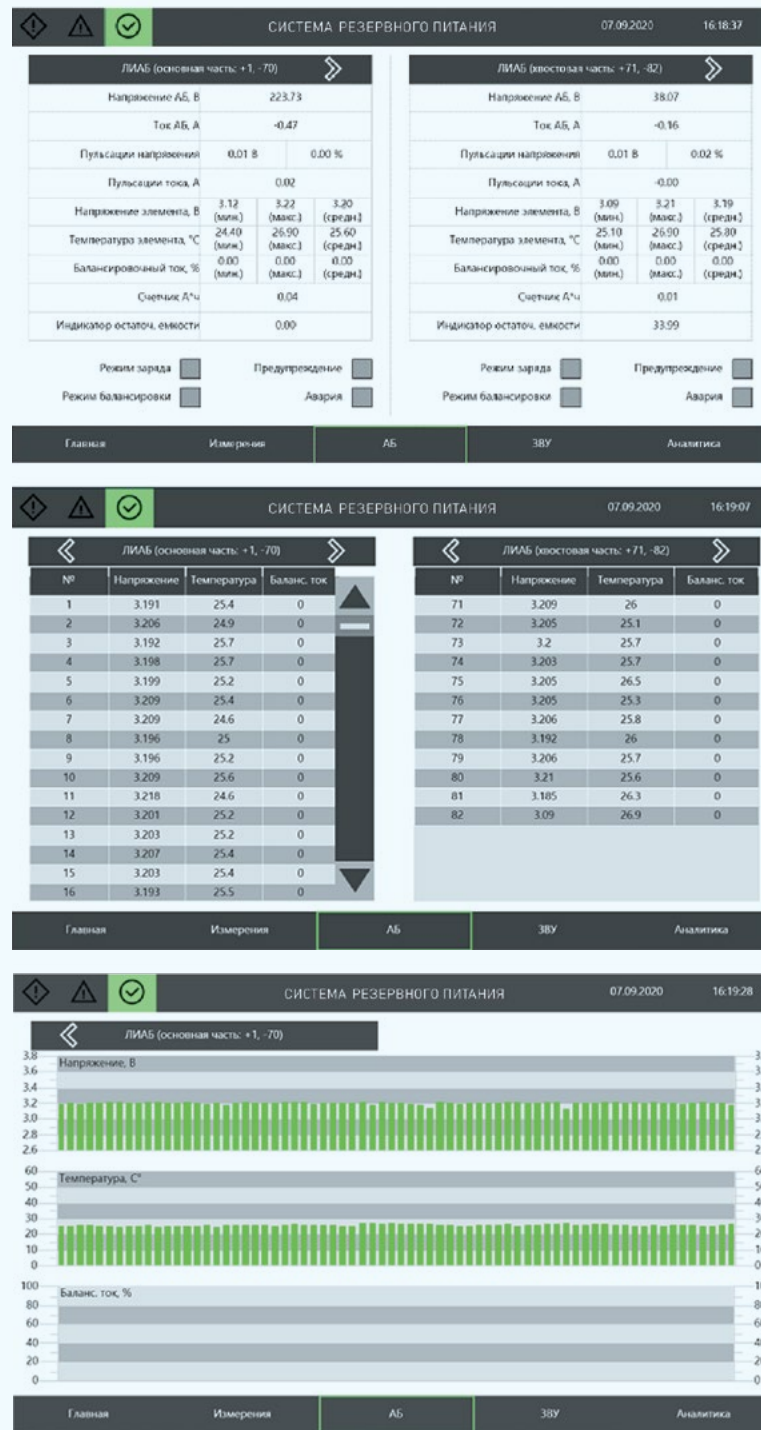 СИСТЕМА РЕЗЕРВНОГО ПИТАНИЯ 07.09.2020 16:18:37
ЛИАБ (основная часть: +1, -70)
Напряжение АБ, В 223.73
Ток АБ, А -0.47
Пульсации напряжения 0.01 В 0.00 %
Пульсации тока, А 0.02
Напряжение элемента, В 3.12 (мин.) 3.22 (макс.) 3.20 (средн.)
Температура элемента, °C 24.40 (мин.) 26.90 (макс.) 25.60 (средн.)
Балансировочный ток, % 0.00 (мин.) 0.00 (макс.) 0.00 (средн.)
Счетчик А*ч 0.04
Индикатор остаточ. емкости 0.00
Режим заряда Предупреждение
Режим балансировки Авария
ЛИАБ (хвостовая часть: +71, -82)
Напряжение АБ, В 38.07
Ток АБ, А -0.16
Пульсации напряжения 0.01 В 0.02 %
Пульсации тока, А -0.00
Напряжение элемента, В 3.09 (мин.) 3.21 (макс.) 3.19 (средн.)
Температура элемента, °C 25.10 (мин.) 26.90 (макс.) 25.80 (средн.)
Балансировочный ток, % 0.00 (мин.) 0.00 (макс.) 0.00 (средн.)
Счетчик А*ч 0.01
Индикатор остаточ. емкости 33.99
Режим заряда Предупреждение
Режим балансировки Авария
Главная Измерения АБ ЗВУ Аналитика
СИСТЕМА РЕЗЕРВНОГО ПИТАНИЯ 07.09.2020 16:19:07
ЛИАБ (основная часть: +1, -70)
№ Напряжение Температура Баланс. ток
1 3.191 25.4 0
2 3.206 24.9 0
3 3.192 25.7 0
4 3.198 25.7 0
5 3.199 25.2 0
6 3.209 25.4 0
7 3.209 24.6 0
8 3.196 25 0
9 3.196 25.2 0
10 3.209 25.6 0
11 3.218 24.6 0
12 3.201 25.2 0
13 3.203 25.2 0
14 3.207 25.4 0
15 3.203 25.4 0
16 3.193 25.5 0
ЛИАБ (хвостовая часть: +71, -82)
№ Напряжение Температура Баланс. ток
71 3.209 26 0
72 3.205 25.1 0
73 3.2 25.7 0
74 3.203 25.7 0
75 3.205 26.5 0
76 3.205 25.3 0
77 3.206 25.8 0
78 3.192 26 0
79 3.206 25.7 0
80 3.21 25.6 0
81 3.185 26.3 0
82 3.09 26.9 0
Главная Измерения АБ ЗВУ Аналитика
СИСТЕМА РЕЗЕРВНОГО ПИТАНИЯ 07.09.2020 16:19:28
ЛИАБ (основная часть: +1, -70)
Напряжение, В
3.8
3.6
3.4
3.2
3.0
2.8
2.6
Температура, C°
60
50
40
30
20
10
0
Баланс. ток, %
100
80
60
40
20
0
Главная Измерения АБ ЗВУ Аналитика